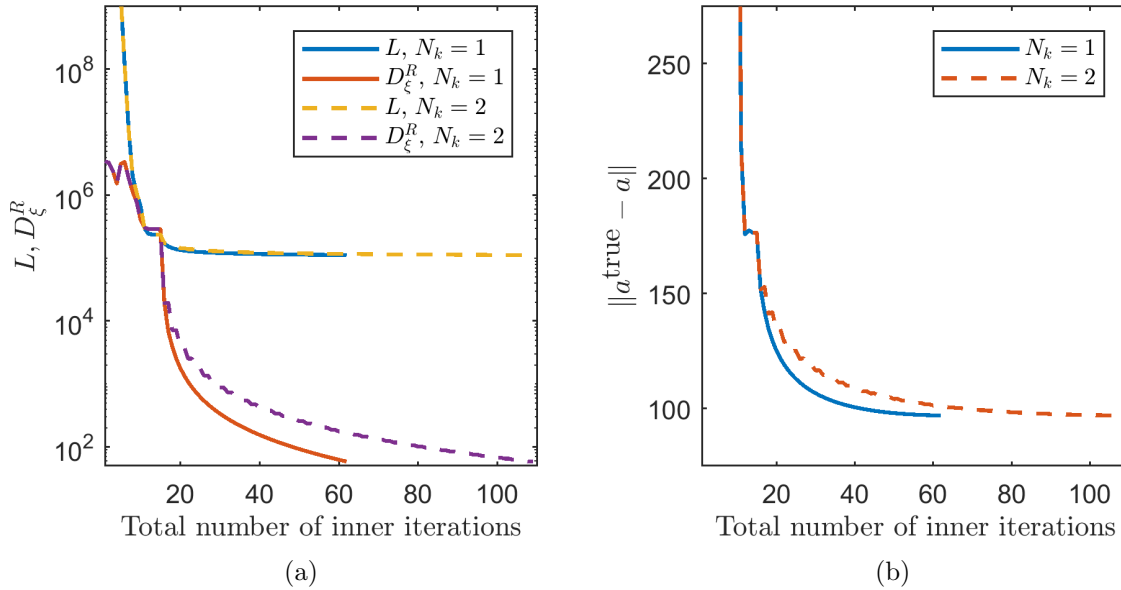 10^8
10^6
10^4
10^2
L, D_ξ^R
L, N_k = 1
D_ξ^R, N_k = 1
L, N_k = 2
D_ξ^R, N_k = 2
20 40 60 80 100
Total number of inner iterations
(a)
250
200
150
100
‖a^true − a‖
N_k = 1
N_k = 2
20 40 60 80 100
Total number of inner iterations
(b)